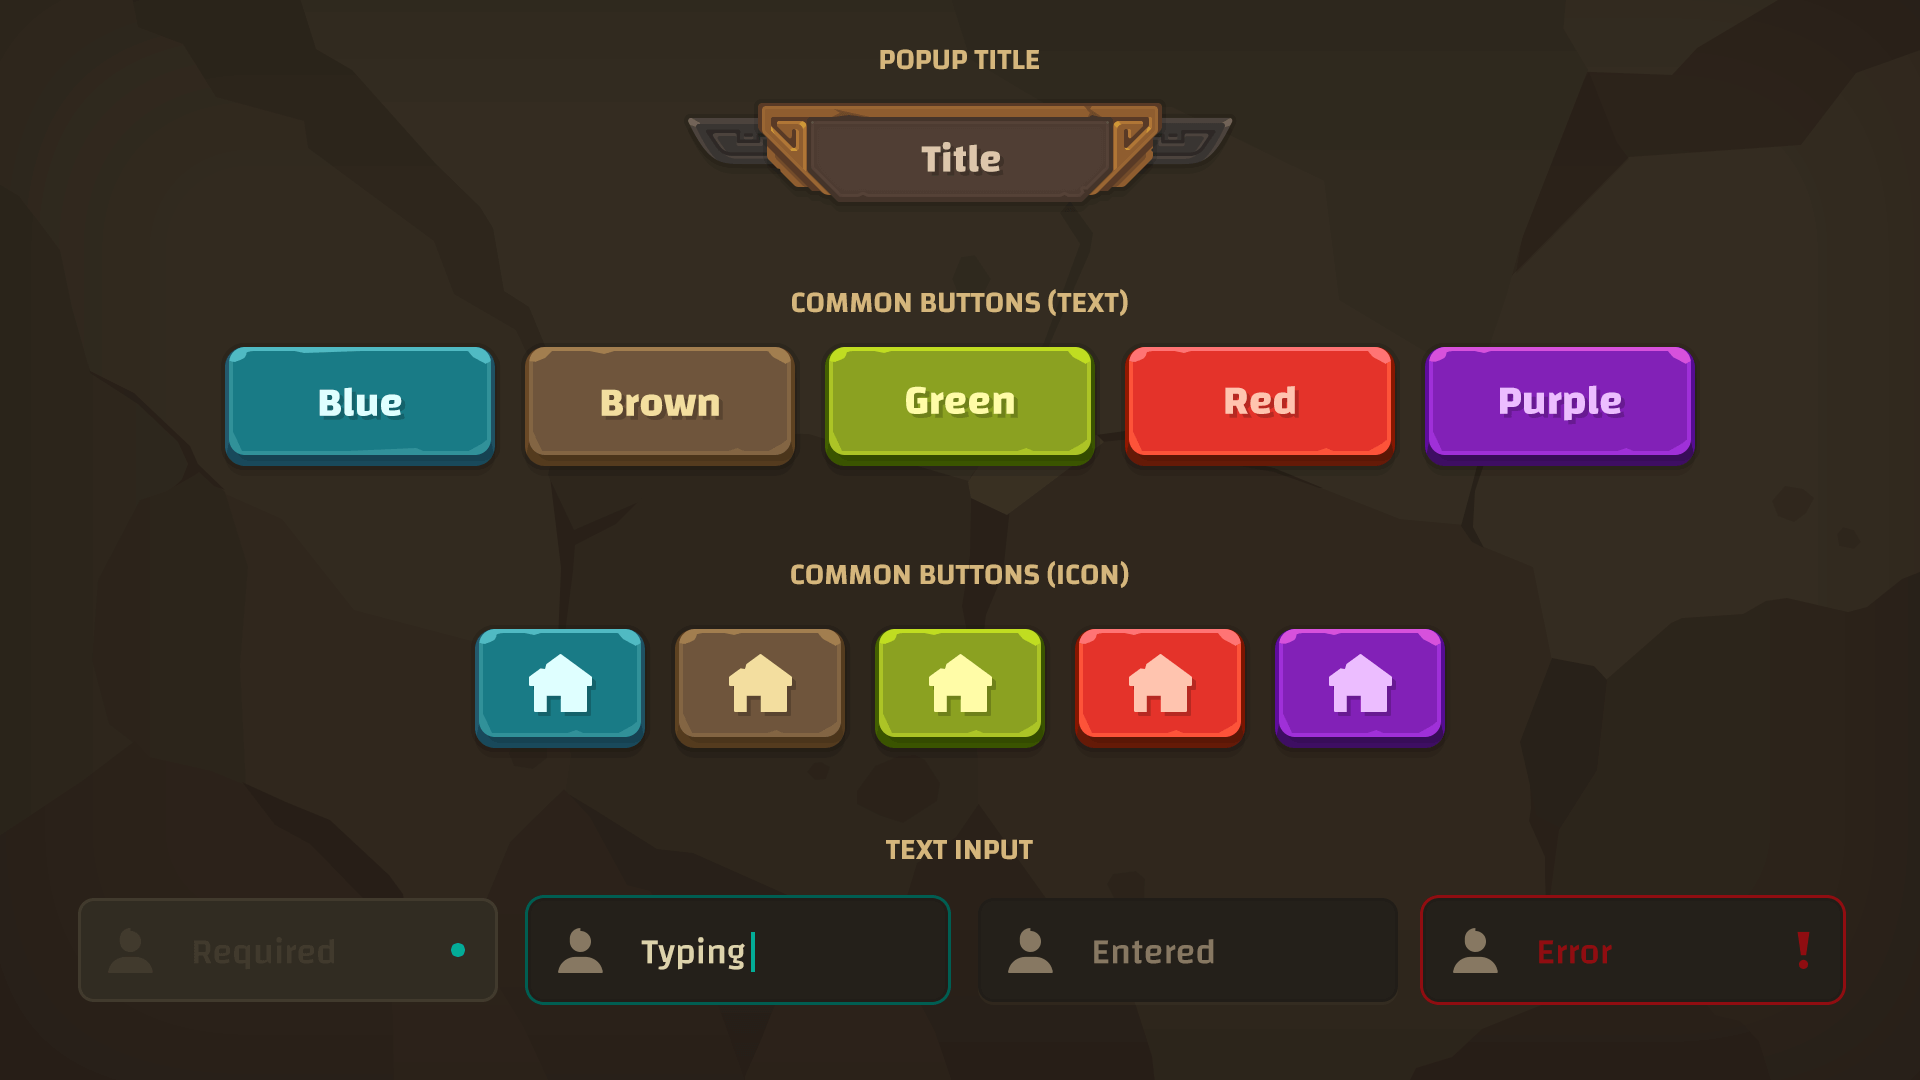 POPUP TITLE
Title
COMMON BUTTONS (TEXT)
Blue
Brown
Green
Red
Purple
COMMON BUTTONS (ICON)
TEXT INPUT
Required
Typing
Entered
Error
!